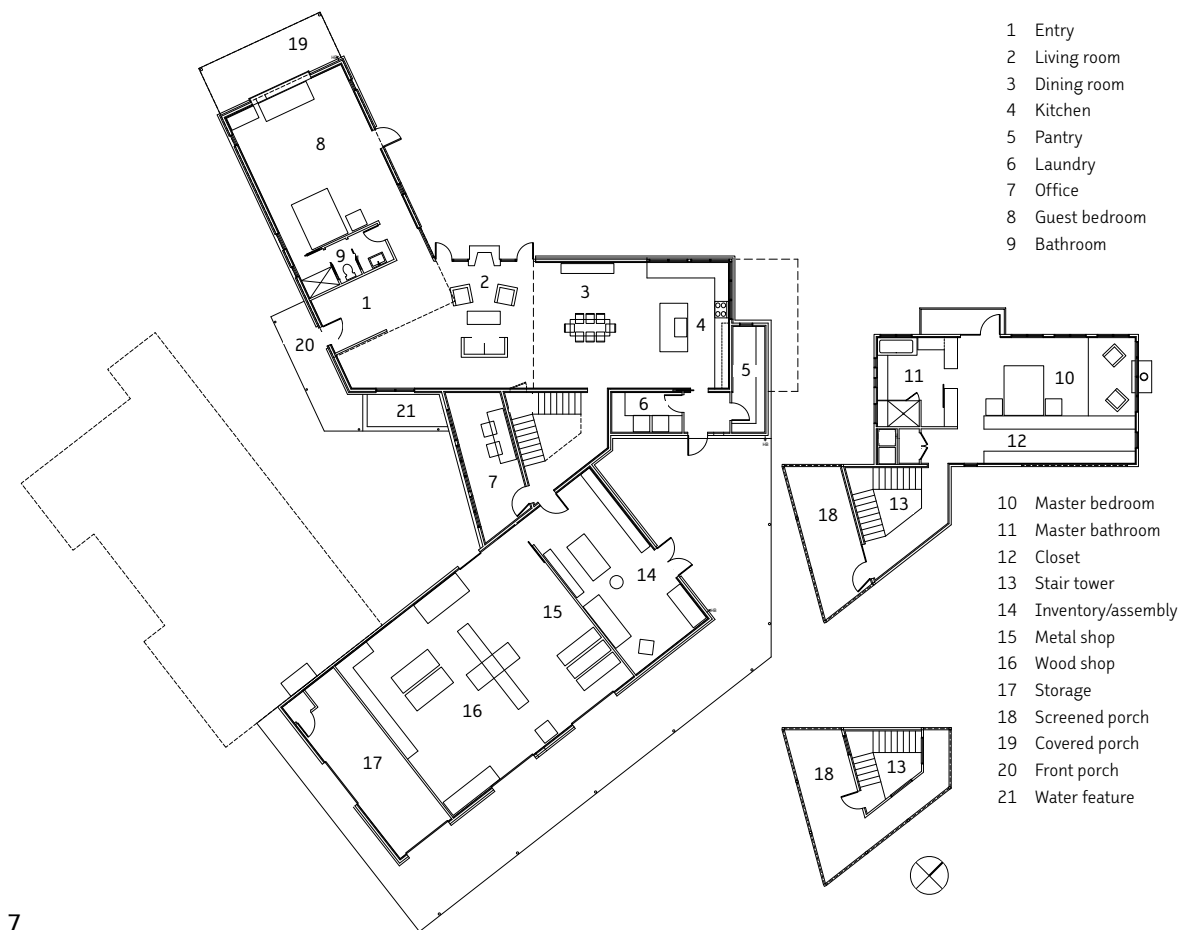 19
8
9
1
2
3
4
20
5
21
6
7
14
15
16
17
1 Entry
2 Living room
3 Dining room
4 Kitchen
5 Pantry
6 Laundry
7 Office
8 Guest bedroom
9 Bathroom
11
10
12
18
13
10 Master bedroom
11 Master bathroom
12 Closet
13 Stair tower
14 Inventory/assembly
15 Metal shop
16 Wood shop
17 Storage
18 Screened porch
19 Covered porch
20 Front porch
21 Water feature
18
13
7